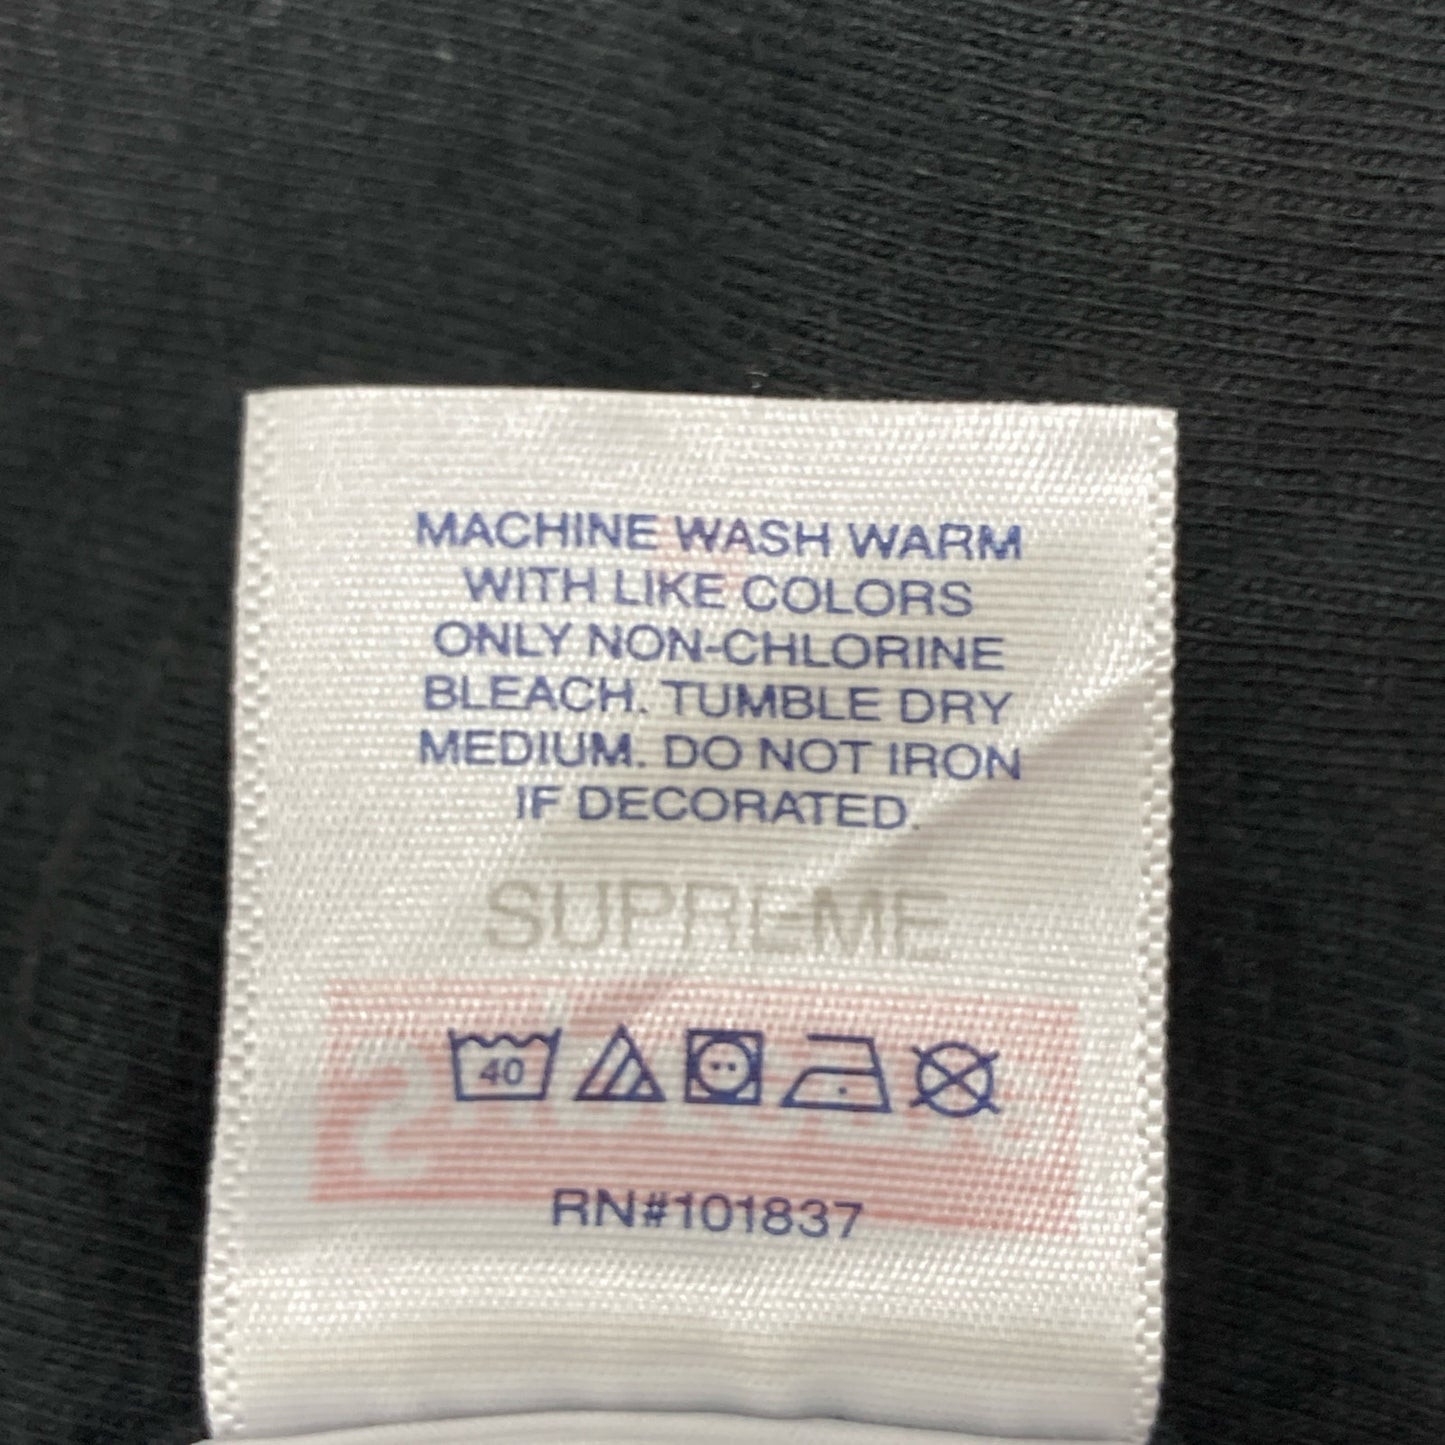 MACHINE WASH WARM
WITH LIKE COLORS
ONLY NON-CHLORINE
BLEACH. TUMBLE DRY
MEDIUM. DO NOT IRON
IF DECORATED.
SUPREME
40
RN#101837